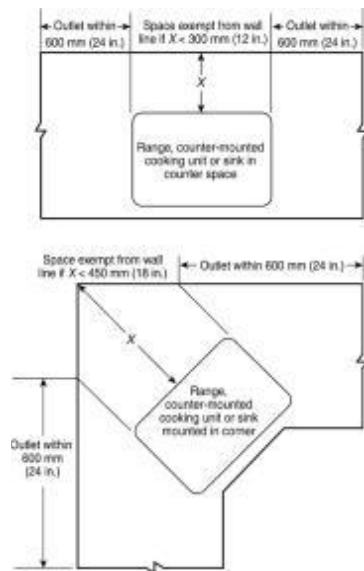 Outlet within
600 mm (24 in.)
Space exempt from wall
line if X < 300 mm (12 in.)
Outlet within
600 mm (24 in.)
X
Range, counter-mounted
cooking unit or sink in
counter space
Space exempt from wall
line if X < 450 mm (18 in.)
Outlet within 600 mm (24 in.)
X
Range,
counter-mounted
cooking unit or sink
mounted in corner
Outlet within
600 mm
(24 in.)